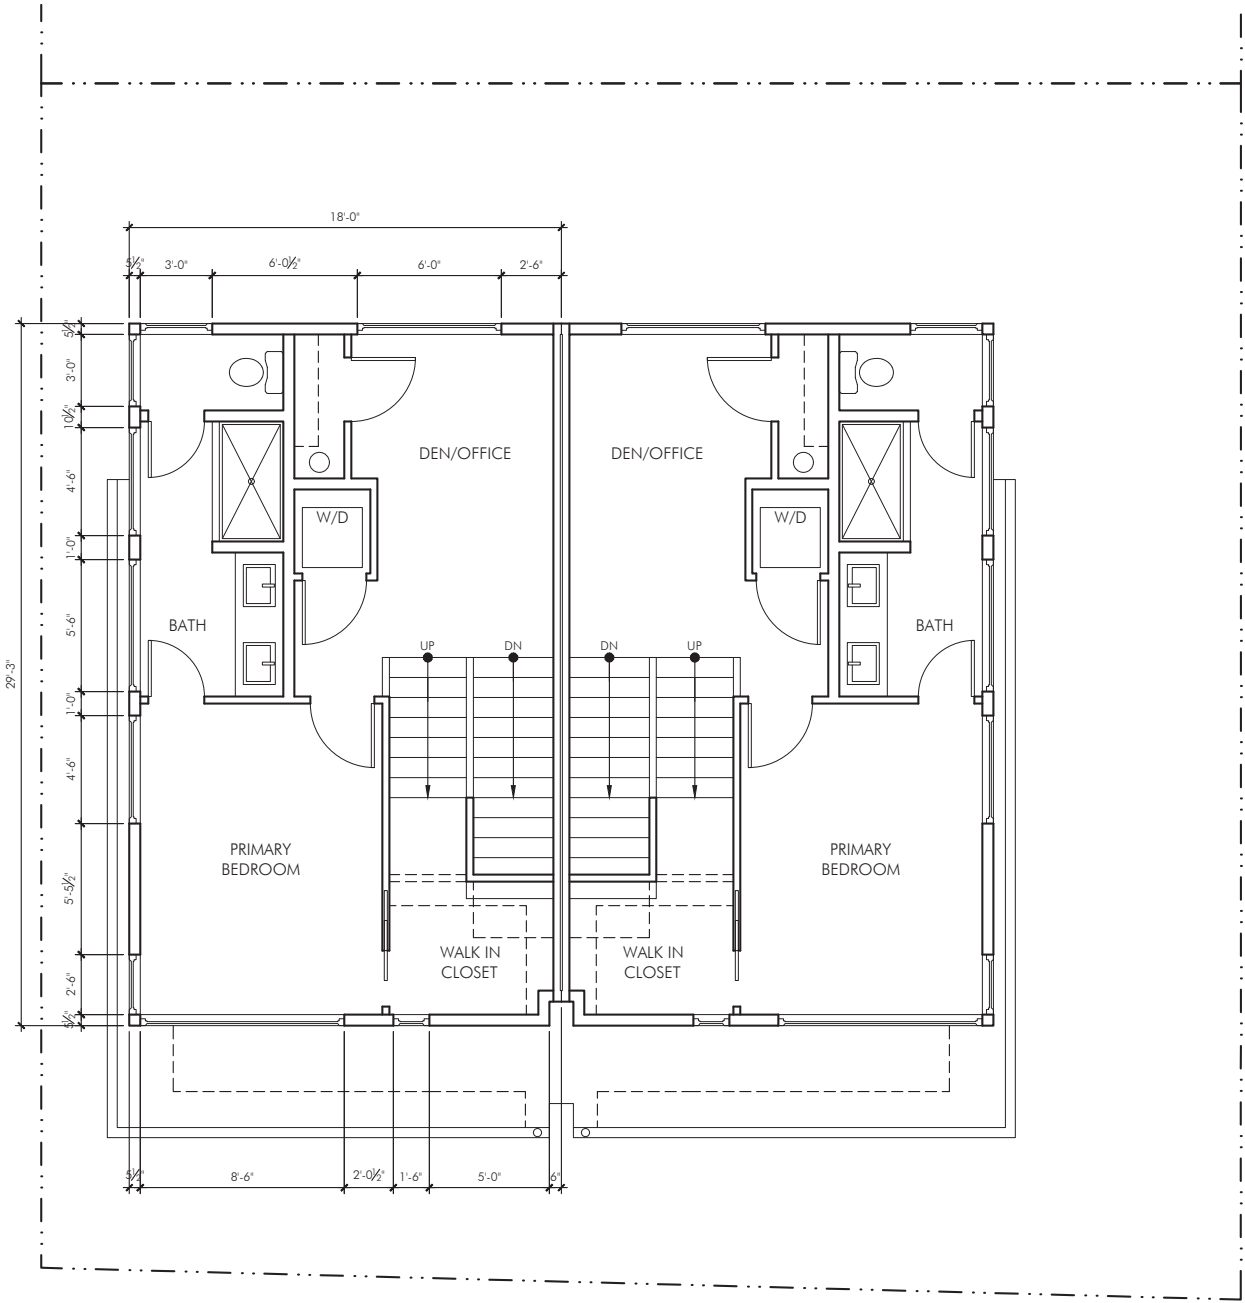 18'-0"
5½"
3'-0"
6'-0½"
6'-0"
2'-6"
5½"
3'-0"
10½"
4'-6"
1'-0"
5'-6"
1'-0"
4'-6"
5'-5½"
2'-6"
5½"
29'-3"
DEN/OFFICE
DEN/OFFICE
W/D
W/D
BATH
BATH
UP
DN
DN
UP
PRIMARY
BEDROOM
PRIMARY
BEDROOM
WALK IN
CLOSET
WALK IN
CLOSET
5½"
8'-6"
2'-0½"
1'-6"
5'-0"
6"